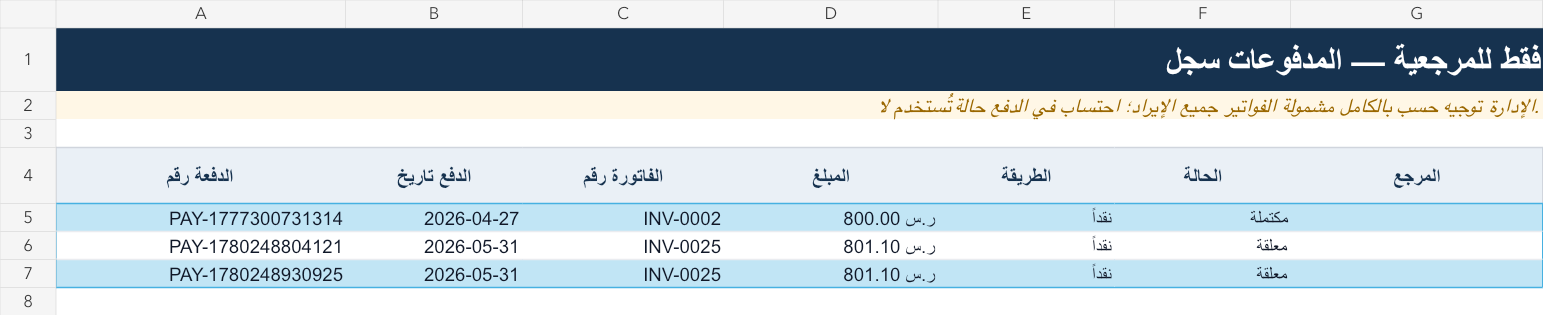 A B C D E F G
1 فقط للمرجعية — المدفوعات سجل
2 .الإدارة توجيه حسب بالكامل مشمولة الفواتير جميع الإيراد؛ احتساب في الدفع حالة تُستخدم لا
3
4 الدفعة رقم الدفع تاريخ الفاتورة رقم المبلغ الطريقة الحالة المرجع
5 PAY-1777300731314 2026-04-27 INV-0002 800.00 ر.س نقداً مكتملة
6 PAY-1780248804121 2026-05-31 INV-0025 801.10 ر.س نقداً معلقة
7 PAY-1780248930925 2026-05-31 INV-0025 801.10 ر.س نقداً معلقة
8